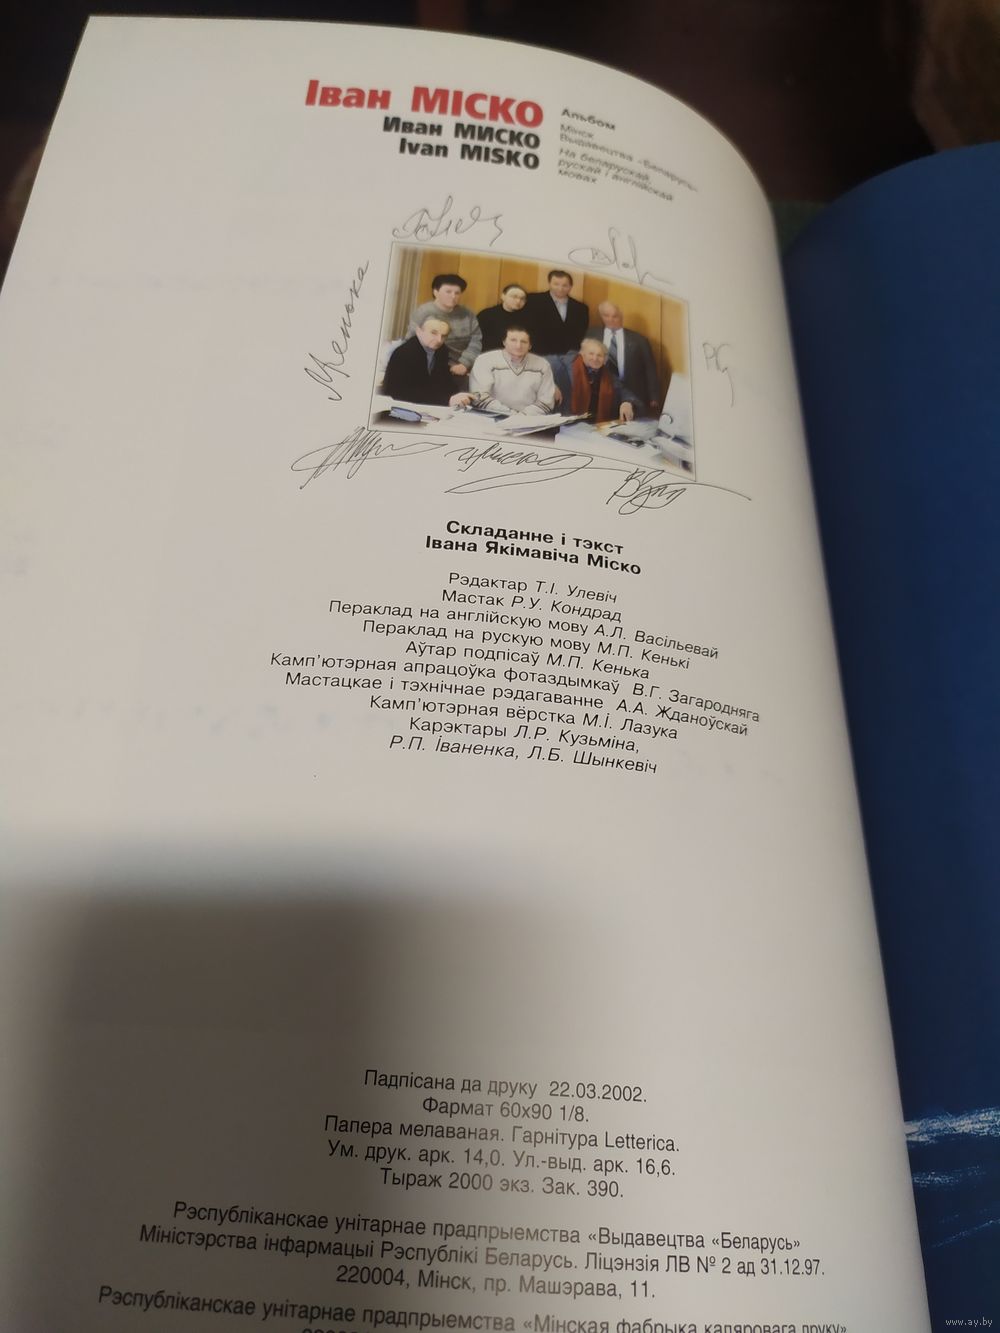 Іван МІСКО
Иван МИСКО
Ivan MISKO
Альбом
Мінск
Выдавецтва «Беларусь»
На беларускай,
рускай і англійскай
мовах
Складанне і тэкст
Івана Якімавіча Міско
Рэдактар Т.І. Улевіч
Мастак Р.У. Кондрад
Пераклад на англійскую мову А.Л. Васільевай
Пераклад на рускую мову М.П. Кенькі
Аўтар подпісаў М.П. Кенька
Камп'ютэрная апрацоўка фотаздымкаў В.Г. Загародняга
Мастацкае і тэхнічнае рэдагаванне А.А. Жданоўскай
Камп'ютэрная вёрстка М.І. Лазука
Карэктары Л.Р. Кузьміна,
Р.П. Іваненка, Л.Б. Шынкевіч
Падпісана да друку 22.03.2002.
Фармат 60х90 1/8.
Папера мелаваная. Гарнітура Letterica.
Ум. друк. арк. 14,0. Ул.-выд. арк. 16,6.
Тыраж 2000 экз. Зак. 390.
Рэспубліканскае унітарнае прадпрыемства «Выдавецтва «Беларусь»
Міністэрства інфармацыі Рэспублікі Беларусь. Ліцэнзія ЛВ № 2 ад 31.12.97.
220004, Мінск, пр. Машэрава, 11.
Рэспубліканскае унітарнае прадпрыемства «Мінская фабрыка каляровага друку»
www.ay.by